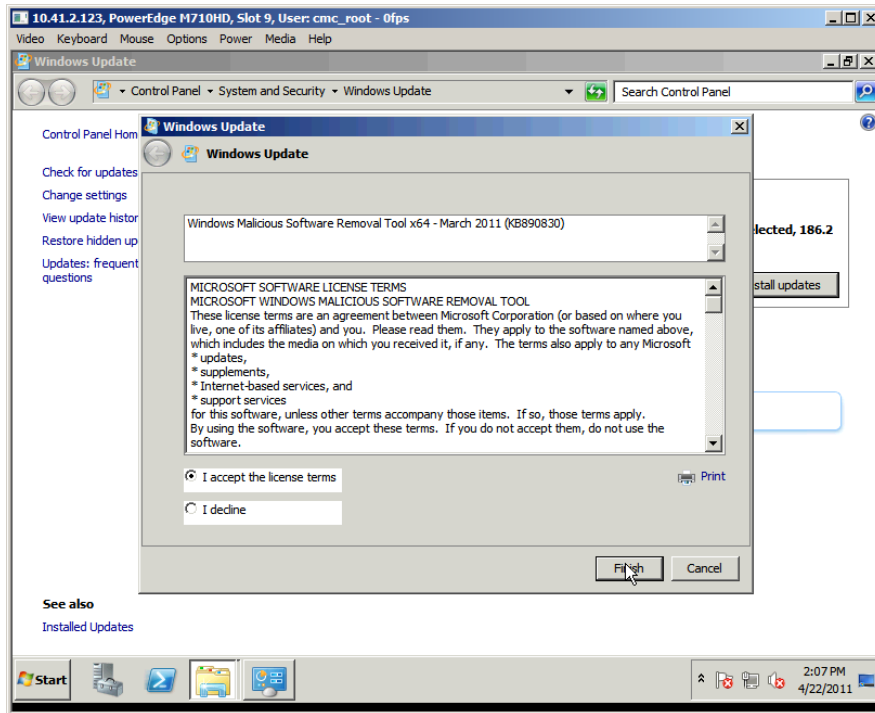 10.41.2.123, PowerEdge M710HD, Slot 9, User: cmc_root - 0fps
Video Keyboard Mouse Options Power Media Help
Windows Update
Control Panel System and Security Windows Update
Search Control Panel
Control Panel Hom
Check for updates
Change settings
View update histor
Restore hidden up
Updates: frequent
questions
Windows Update
Windows Update
Windows Malicious Software Removal Tool x64 - March 2011 (KB890830)
MICROSOFT SOFTWARE LICENSE TERMS
MICROSOFT WINDOWS MALICIOUS SOFTWARE REMOVAL TOOL
These license terms are an agreement between Microsoft Corporation (or based on where you
live, one of its affiliates) and you. Please read them. They apply to the software named above,
which includes the media on which you received it, if any. The terms also apply to any Microsoft
* updates,
* supplements,
* Internet-based services, and
* support services
for this software, unless other terms accompany those items. If so, those terms apply.
By using the software, you accept these terms. If you do not accept them, do not use the
software.
I accept the license terms
Print
I decline
Finish
Cancel
lected, 186.2
stall updates
See also
Installed Updates
Start
2:07 PM
4/22/2011